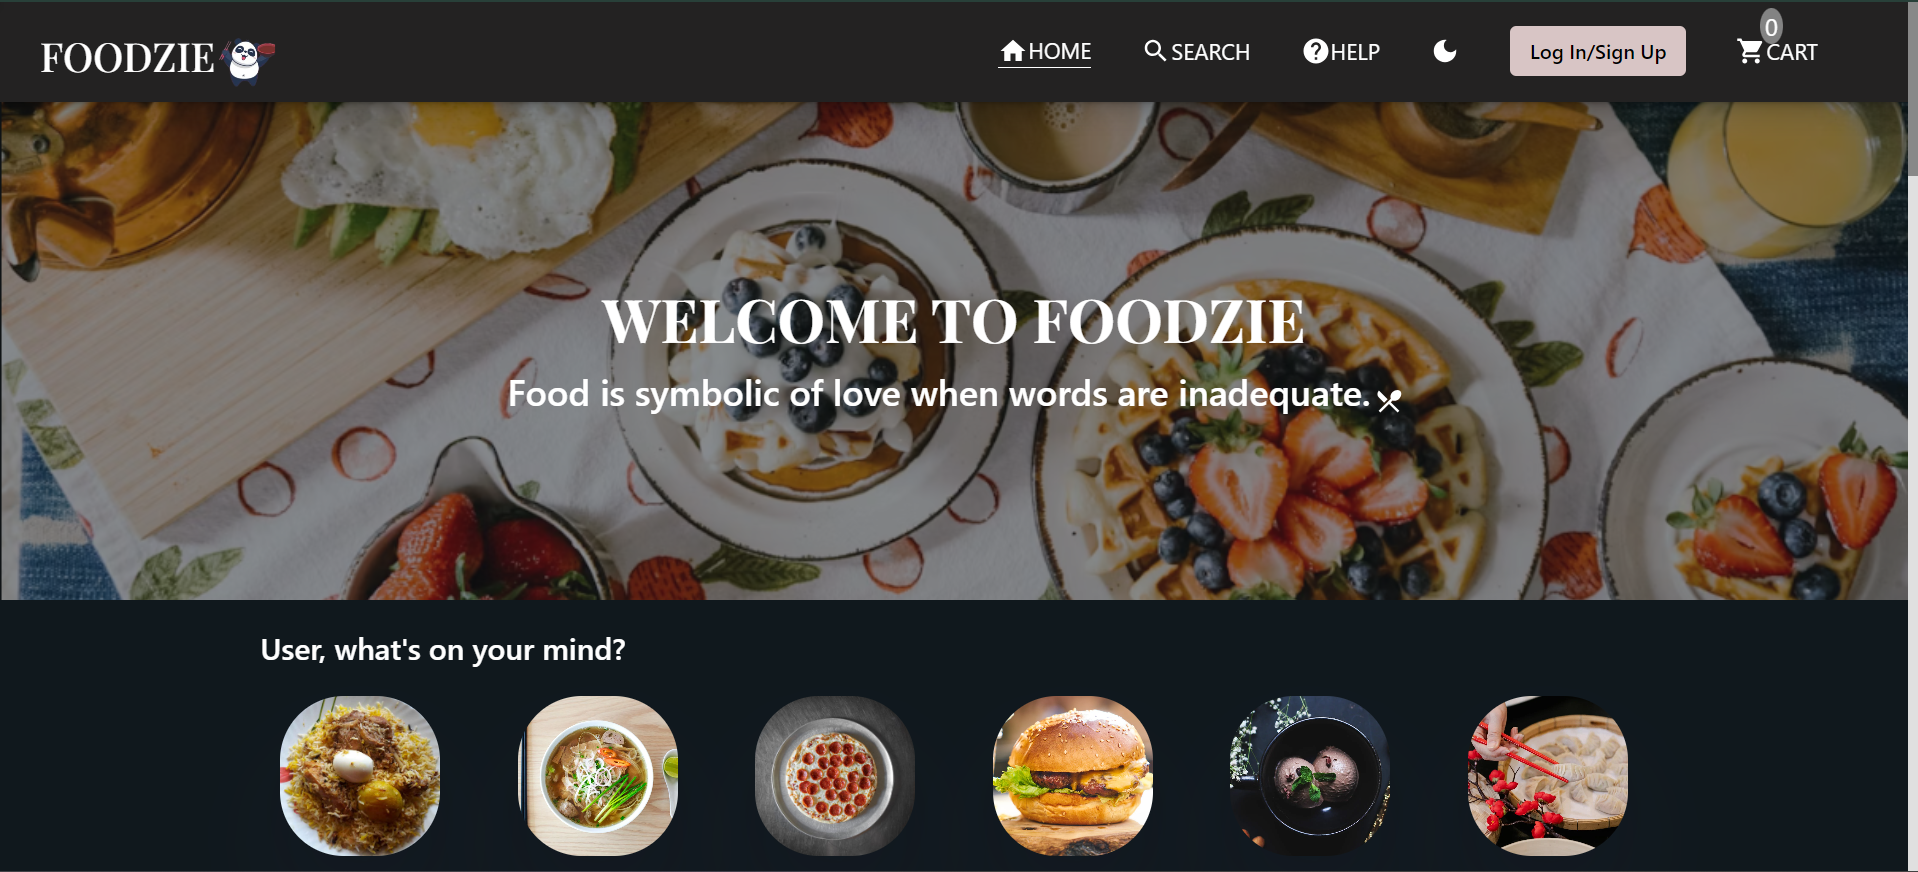 FOODZIE
HOME
SEARCH
HELP
Log In/Sign Up
0
CART
WELCOME TO FOODZIE
Food is symbolic of love when words are inadequate.
User, what's on your mind?